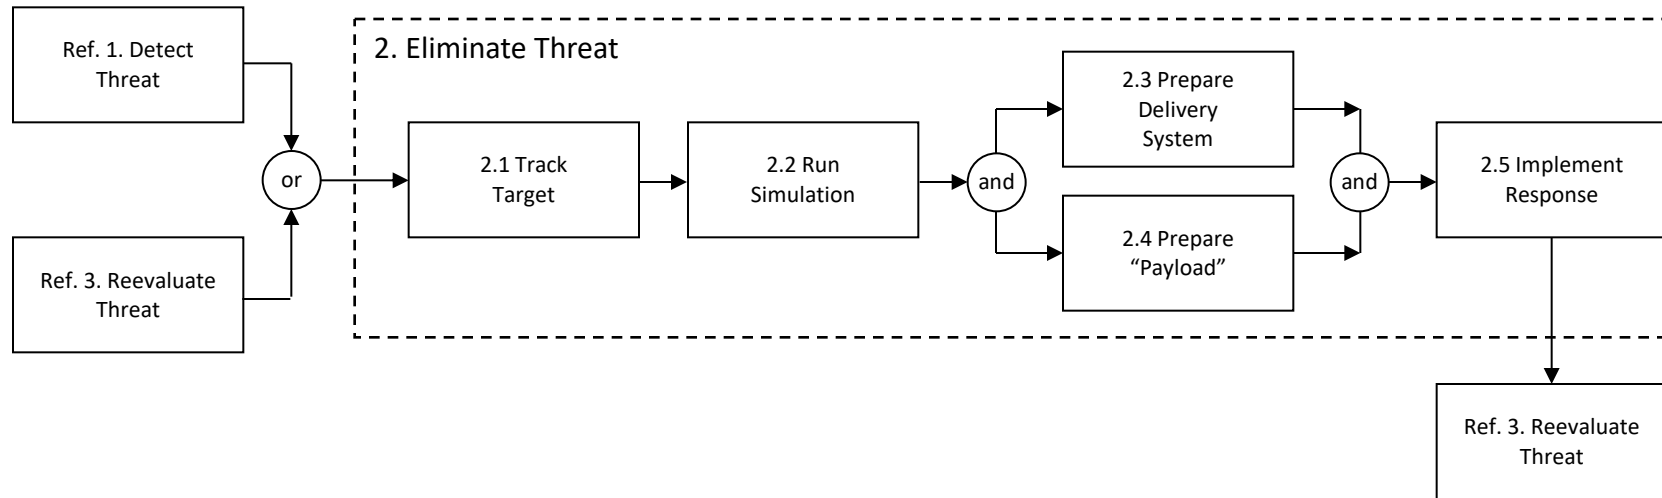 Ref. 1. Detect
Threat
2. Eliminate Threat
2.3 Prepare
Delivery
System
or
2.1 Track
Target
2.2 Run
Simulation
and
and
2.5 Implement
Response
2.4 Prepare
“Payload”
Ref. 3. Reevaluate
Threat
Ref. 3. Reevaluate
Threat